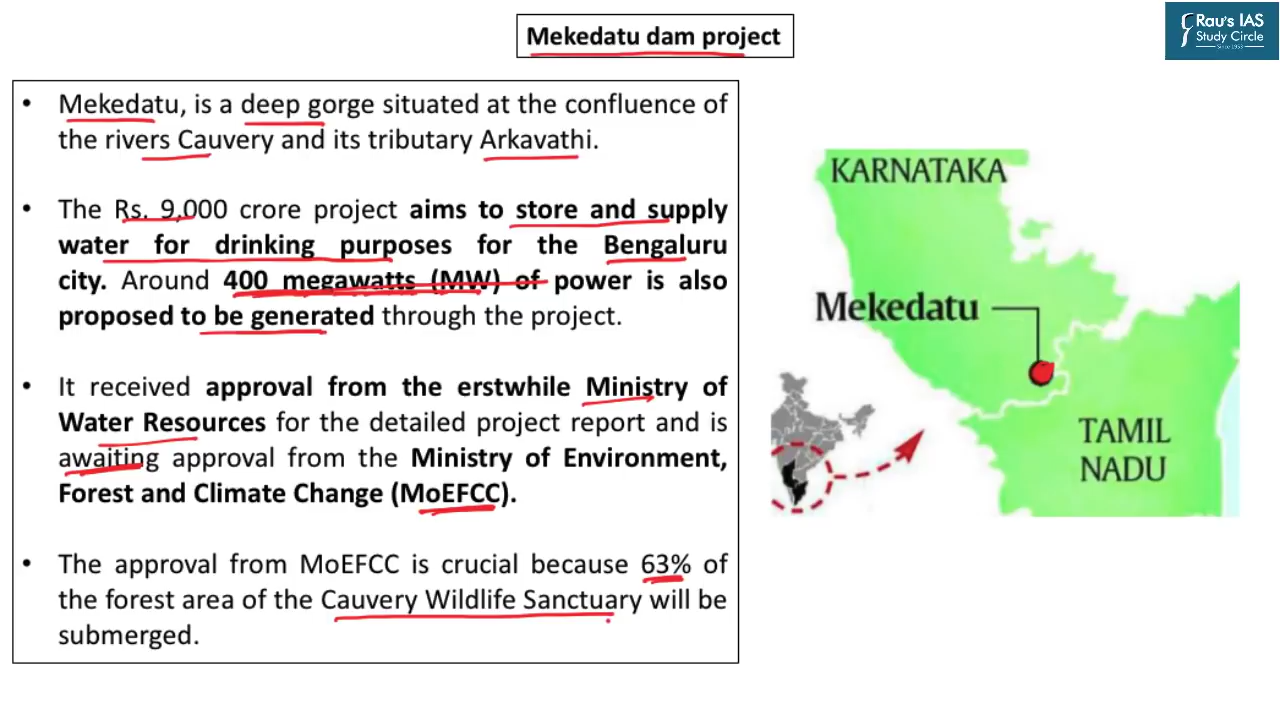 Mekedatu dam project
Rau's IAS
Study Circle
Since 1953
• Mekedatu, is a deep gorge situated at the confluence of
the rivers Cauvery and its tributary Arkavathi.
• The Rs. 9,000 crore project aims to store and supply
water for drinking purposes for the Bengaluru
city. Around 400 megawatts (MW) of power is also
proposed to be generated through the project.
• It received approval from the erstwhile Ministry of
Water Resources for the detailed project report and is
awaiting approval from the Ministry of Environment,
Forest and Climate Change (MoEFCC).
• The approval from MoEFCC is crucial because 63% of
the forest area of the Cauvery Wildlife Sanctuary will be
submerged.
KARNATAKA
Mekedatu
TAMIL
NADU